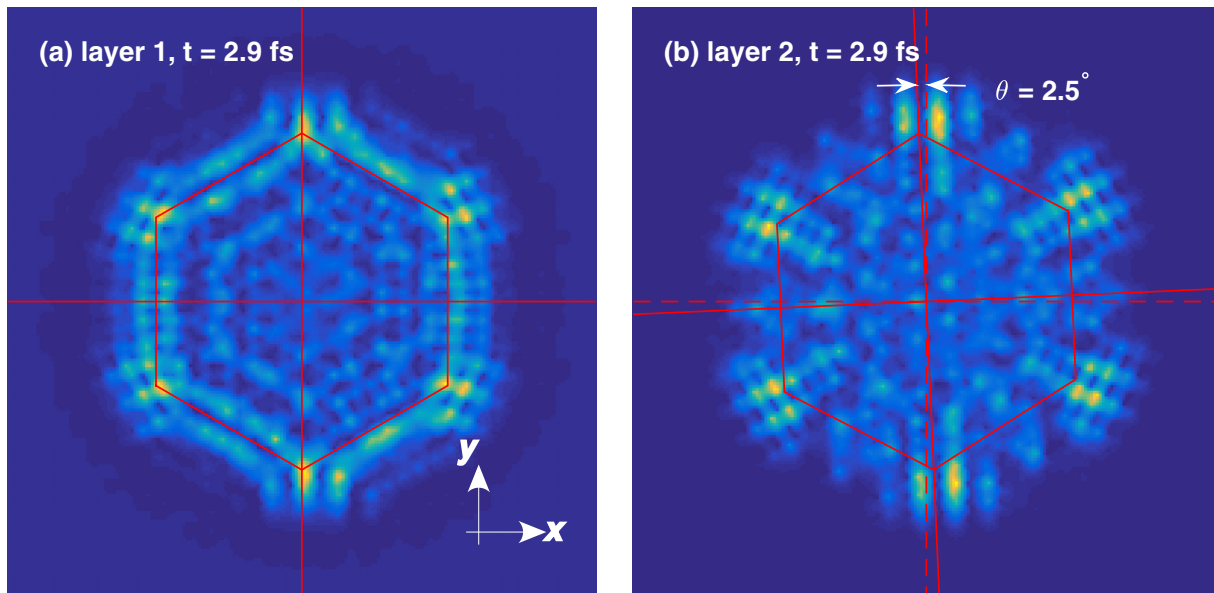 (a) layer 1, t = 2.9 fs
y
x
(b) layer 2, t = 2.9 fs
θ = 2.5°